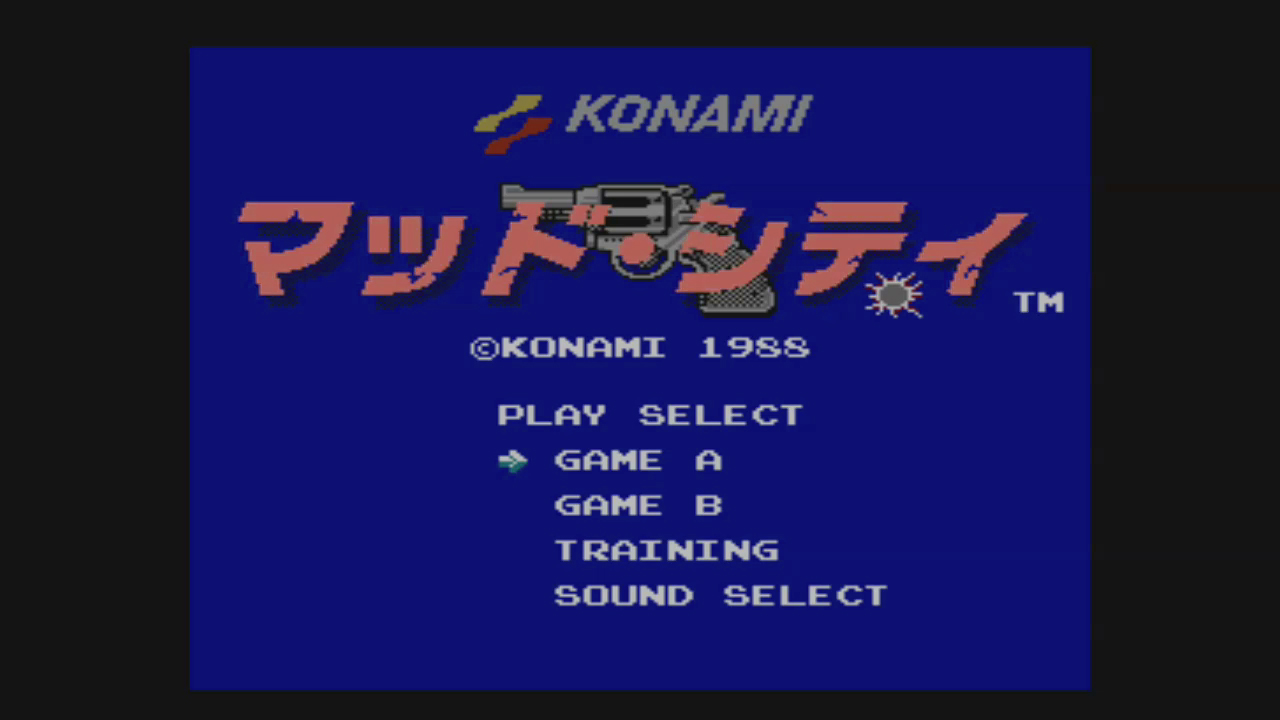 KONAMI
マッド・シティ
TM
©KONAMI 1988
PLAY SELECT
GAME A
GAME B
TRAINING
SOUND SELECT